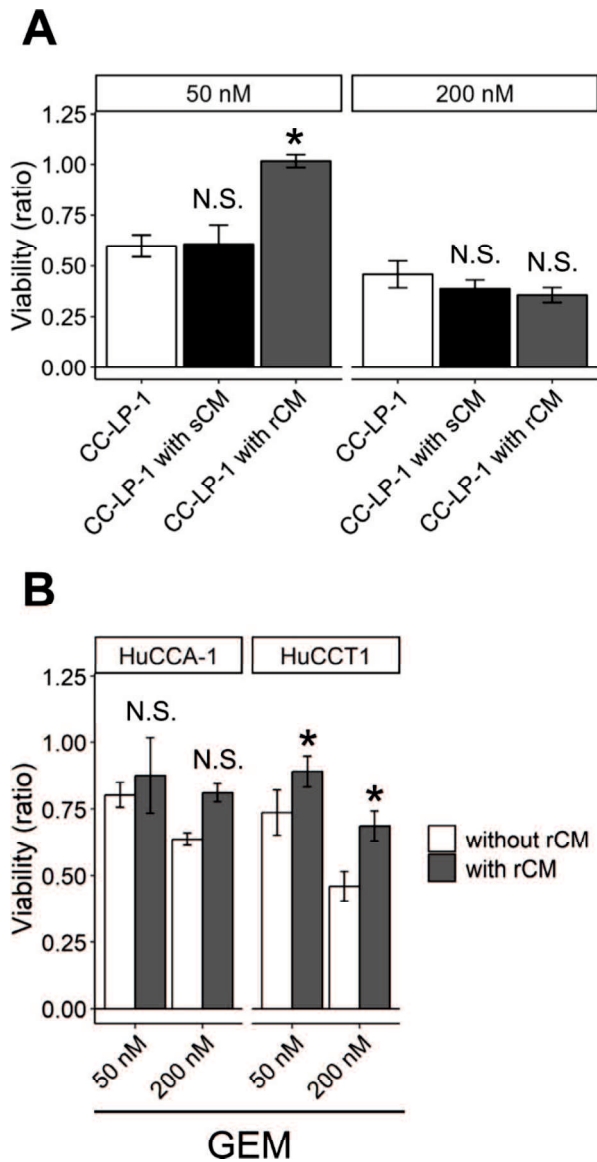 A
50 nM
200 nM
Viability (ratio)
1.25
1.00
0.75
0.50
0.25
0.00
N.S.
*
N.S.
N.S.
CC-LP-1
CC-LP-1 with sCM
CC-LP-1 with rCM
CC-LP-1
CC-LP-1 with sCM
CC-LP-1 with rCM
B
HuCCA-1
HuCCT1
Viability (ratio)
1.25
1.00
0.75
0.50
0.25
0.00
N.S.
N.S.
*
*
without rCM
with rCM
50 nM
200 nM
50 nM
200 nM
GEM